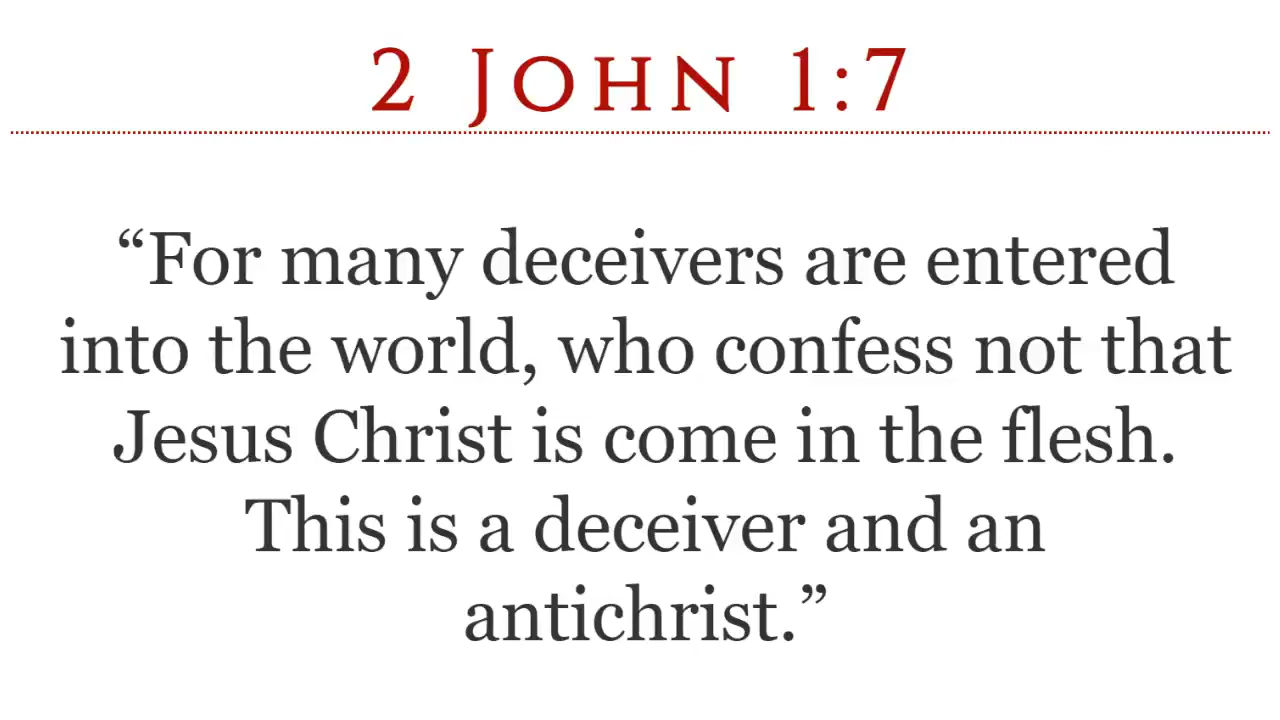 2 John 1:7
“For many deceivers are entered
into the world, who confess not that
Jesus Christ is come in the flesh.
This is a deceiver and an
antichrist.”